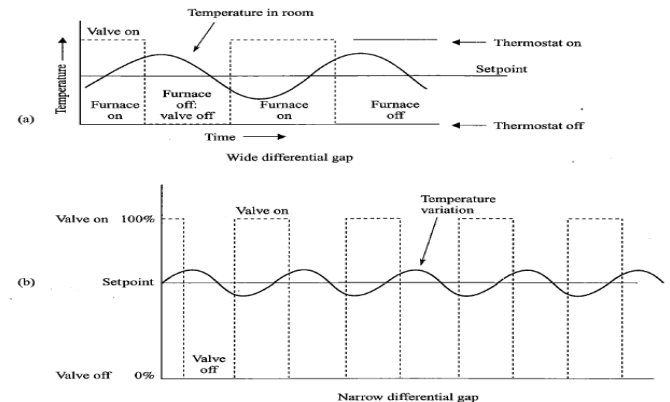 Temperature in room
Valve on
Thermostat on
Setpoint
Temperature
Furnace
on
Furnace
off:
valve off
Furnace
on
Furnace
off
(a)
Thermostat off
Time
Wide differential gap
Temperature
variation
Valve on 100%
Valve on
(b)
Setpoint
Valve
off
Valve off 0%
Narrow differential gap